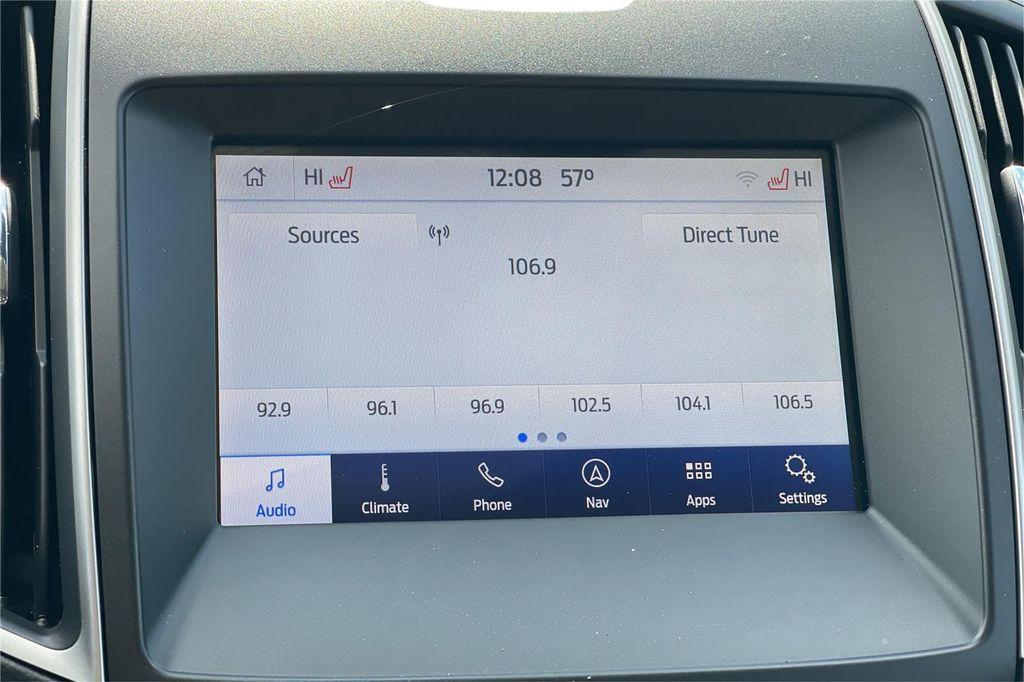 HI 12:08 57° HI
Sources Direct Tune
106.9
92.9 96.1 96.9 102.5 104.1 106.5
Audio Climate Phone Nav Apps Settings